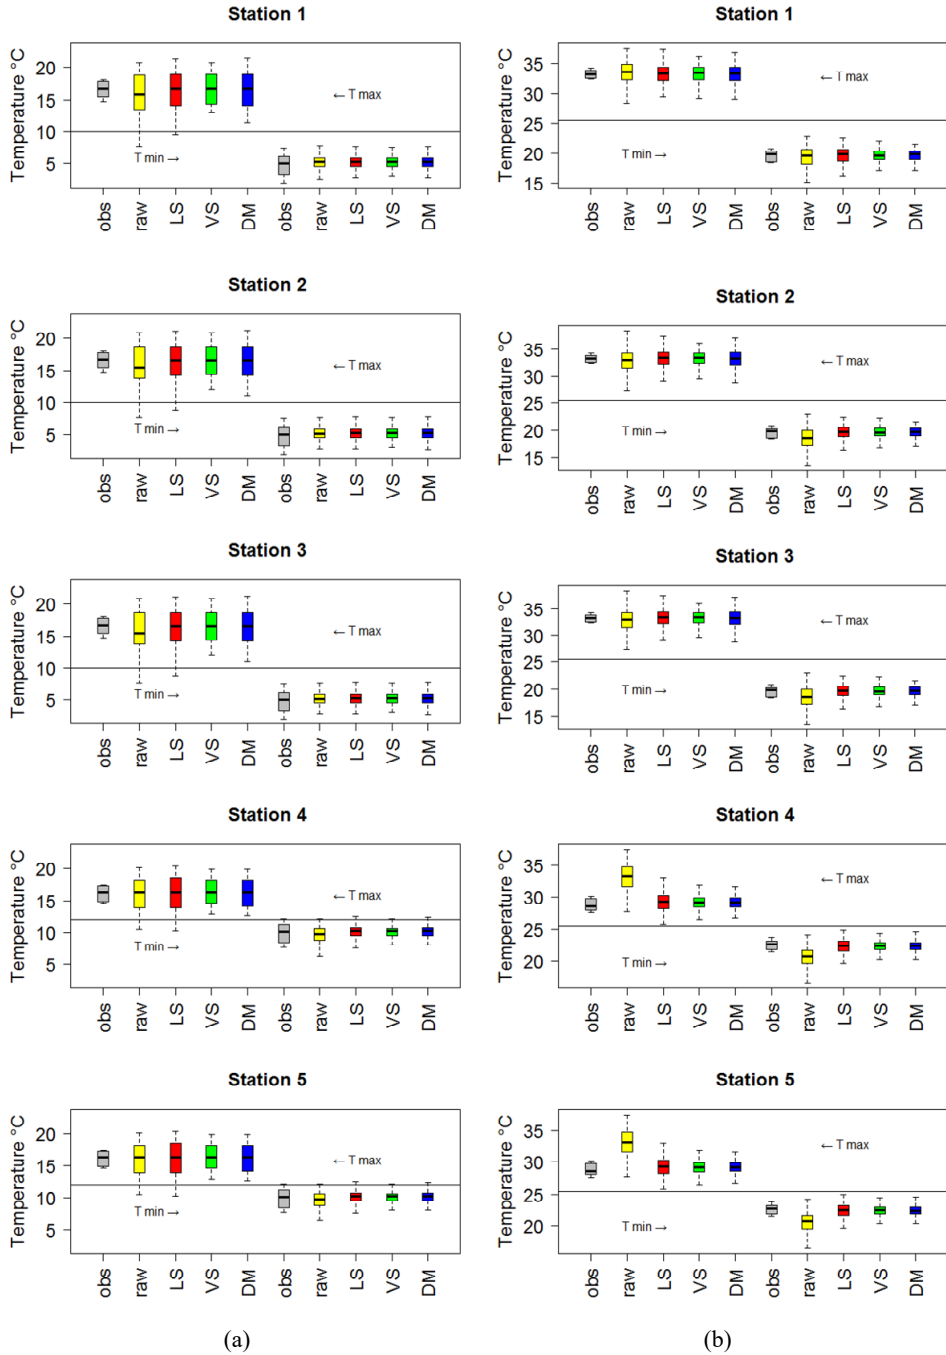 Station 1
Temperature °C
20
15
10
5
← T max
T min →
obs
raw
LS
VS
DM
obs
raw
LS
VS
DM
Station 1
Temperature °C
35
30
25
20
15
← T max
T min →
obs
raw
LS
VS
DM
obs
raw
LS
VS
DM
Station 2
Temperature °C
20
15
10
5
← T max
T min →
obs
raw
LS
VS
DM
obs
raw
LS
VS
DM
Station 2
Temperature °C
35
30
25
20
15
← T max
T min →
obs
raw
LS
VS
DM
obs
raw
LS
VS
DM
Station 3
Temperature °C
20
15
10
5
← T max
T min →
obs
raw
LS
VS
DM
obs
raw
LS
VS
DM
Station 3
Temperature °C
35
30
25
20
15
← T max
T min →
obs
raw
LS
VS
DM
obs
raw
LS
VS
DM
Station 4
Temperature °C
20
15
10
5
← T max
T min →
obs
raw
LS
VS
DM
obs
raw
LS
VS
DM
Station 4
Temperature °C
35
30
25
20
← T max
T min →
obs
raw
LS
VS
DM
obs
raw
LS
VS
DM
Station 5
Temperature °C
20
15
10
5
← T max
T min →
obs
raw
LS
VS
DM
obs
raw
LS
VS
DM
Station 5
Temperature °C
35
30
25
20
← T max
T min →
obs
raw
LS
VS
DM
obs
raw
LS
VS
DM
(a)
(b)